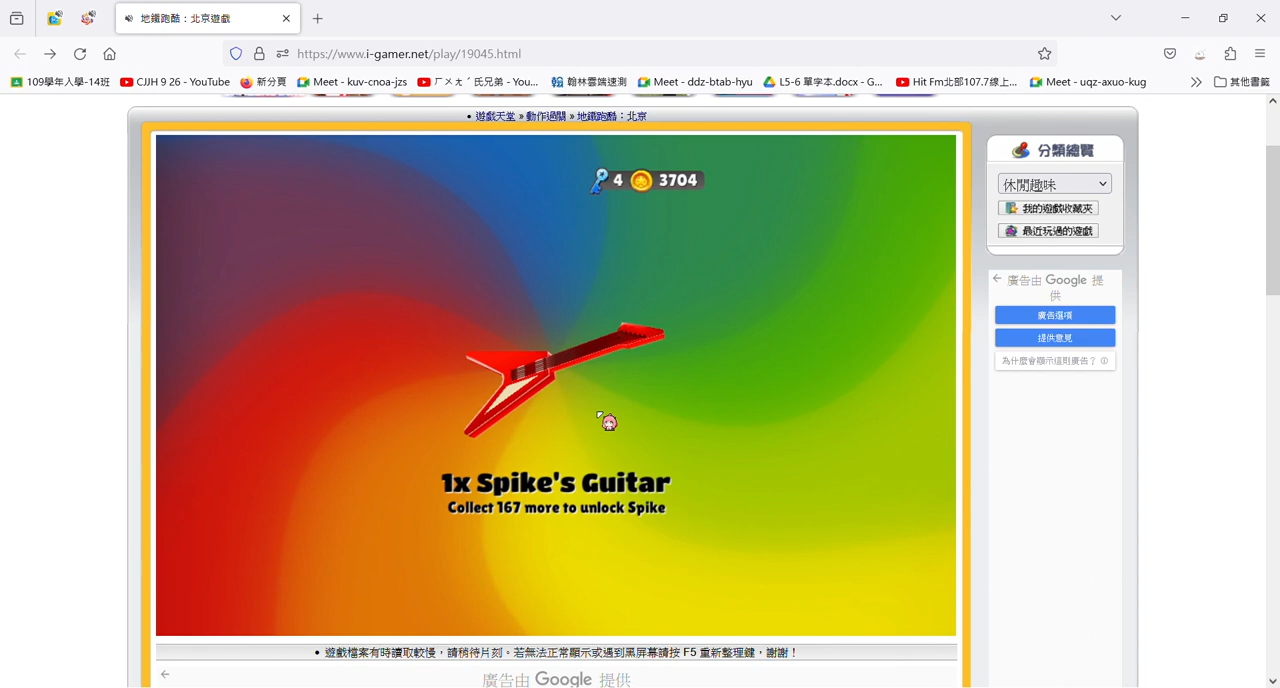 地鐵跑酷：北京遊戲
https://www.i-gamer.net/play/19045.html
109學年入學-14班
CJJH 9 26 - YouTube
新分頁
Meet - kuv-cnoa-jzs
ㄏㄨㄤˊ氏兄弟 - You...
翰林雲端速測
Meet - ddz-bahb-hyu
L5-6 單字本.docx - G...
Hit Fm北部107.7線上...
Meet - uqz-axuo-kug
其他書籤
• 遊戲天堂 » 動作過關 » 地鐵跑酷：北京
4 3704
1x Spike's Guitar
Collect 167 more to unlock Spike
分類總覽
休閒趣味
我的遊戲收藏夾
最近玩過的遊戲
廣告由 Google 提
供
廣告選項
提供意見
為什麼會顯示這則廣告？
• 遊戲檔案有時讀取較慢，請稍待片刻。若無法正常顯示或遇到黑屏幕請按 F5 重新整理鍵，謝謝！
廣告由 Google 提供